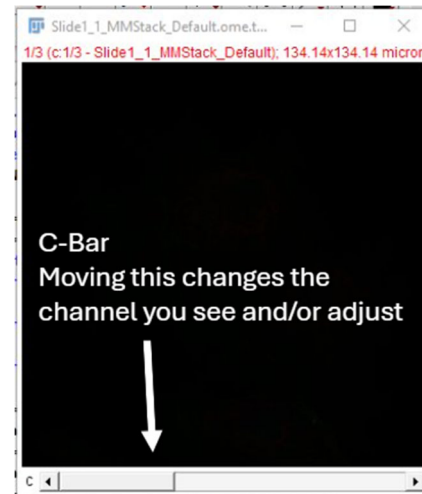 Slide1_1_MMStack_Default.ome.t...
1/3 (c:1/3 - Slide1_1_MMStack_Default); 134.14x134.14 micron
C-Bar
Moving this changes the
channel you see and/or adjust
C